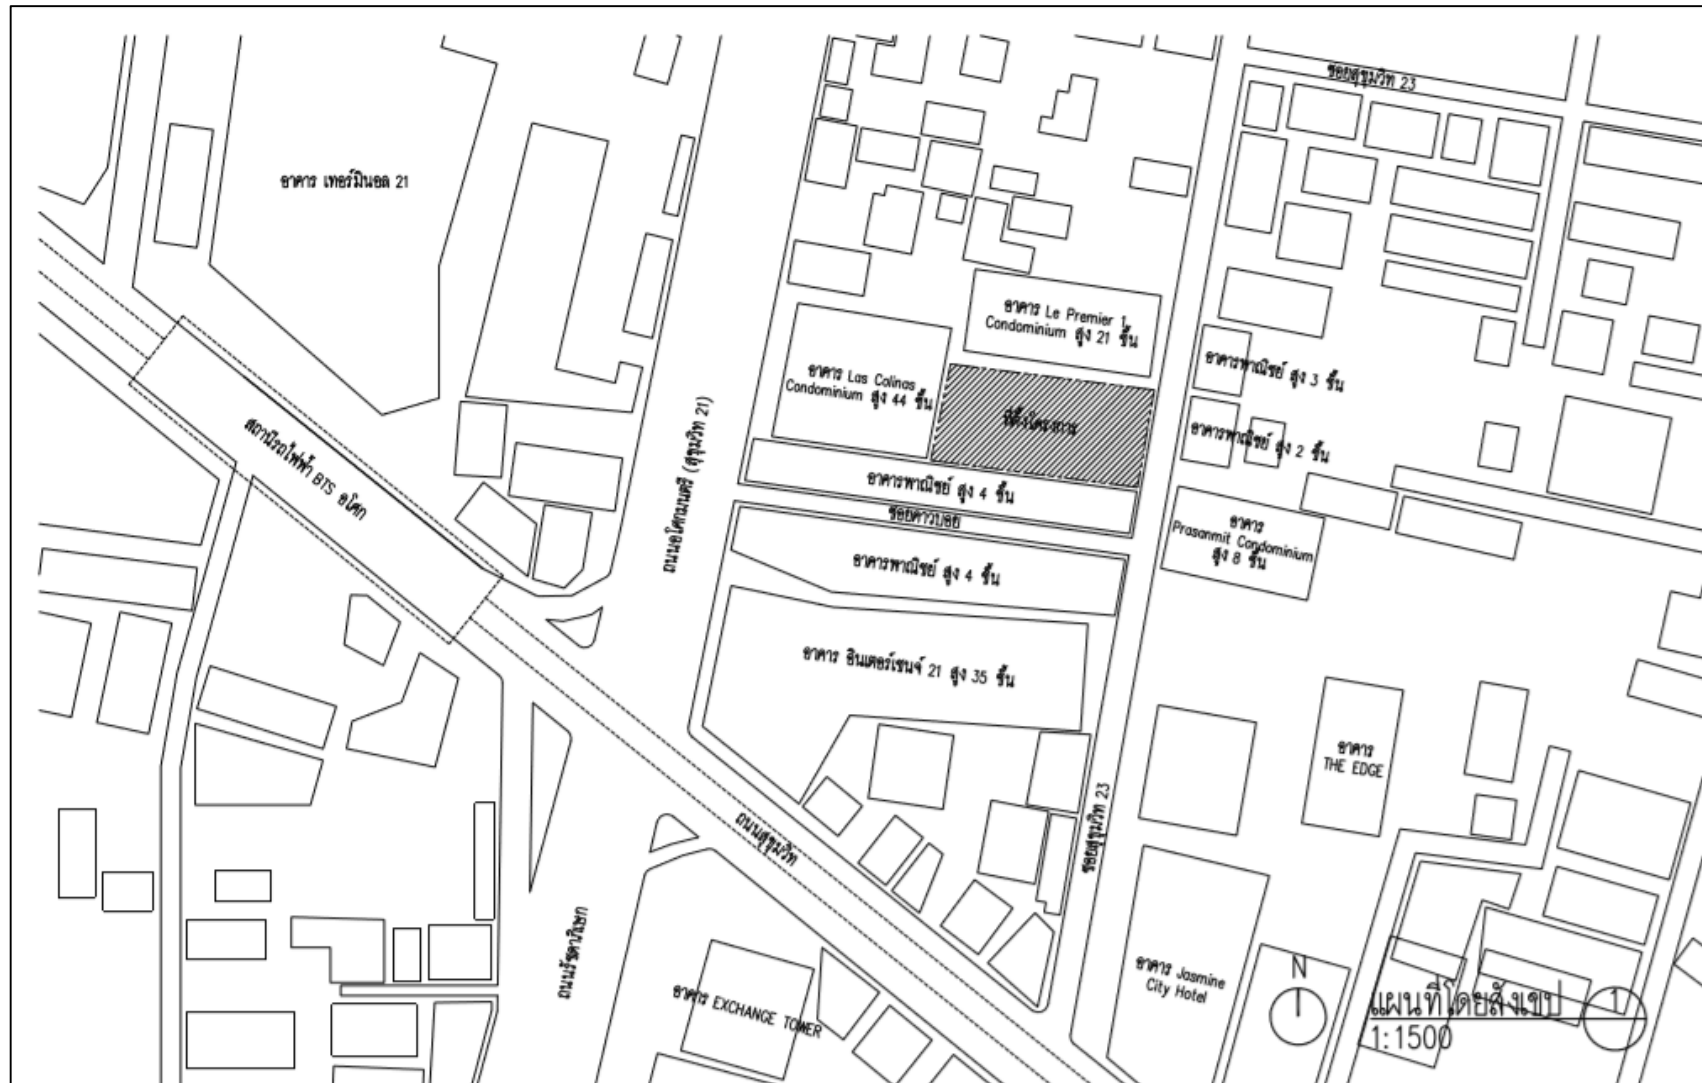 ซอยสุขุมวิท 23
อาคาร เทอร์มินอล 21
อาคาร Le Premier 1
Condominium สูง 21 ชั้น
อาคาร Las Colinas
Condominium สูง 44 ชั้น
อาคารพาณิชย์ สูง 3 ชั้น
ที่ตั้งโครงการ
อาคารพาณิชย์ สูง 2 ชั้น
สถานีรถไฟฟ้า BTS อโศก
ถนนอโศกมนตรี (สุขุมวิท 21)
อาคารพาณิชย์ สูง 4 ชั้น
ซอยคาวบอย
อาคาร
Prasanmit Condominium
สูง 8 ชั้น
อาคารพาณิชย์ สูง 4 ชั้น
อาคาร อินเตอร์เชนจ์ 21 สูง 35 ชั้น
อาคาร
THE EDGE
ถนนสุขุมวิท
ซอยสุขุมวิท 23
ถนนรัชดาภิเษก
อาคาร EXCHANGE TOWER
อาคาร Jasmine
City Hotel
N
แผนที่โดยสังเขป
1
1:1500